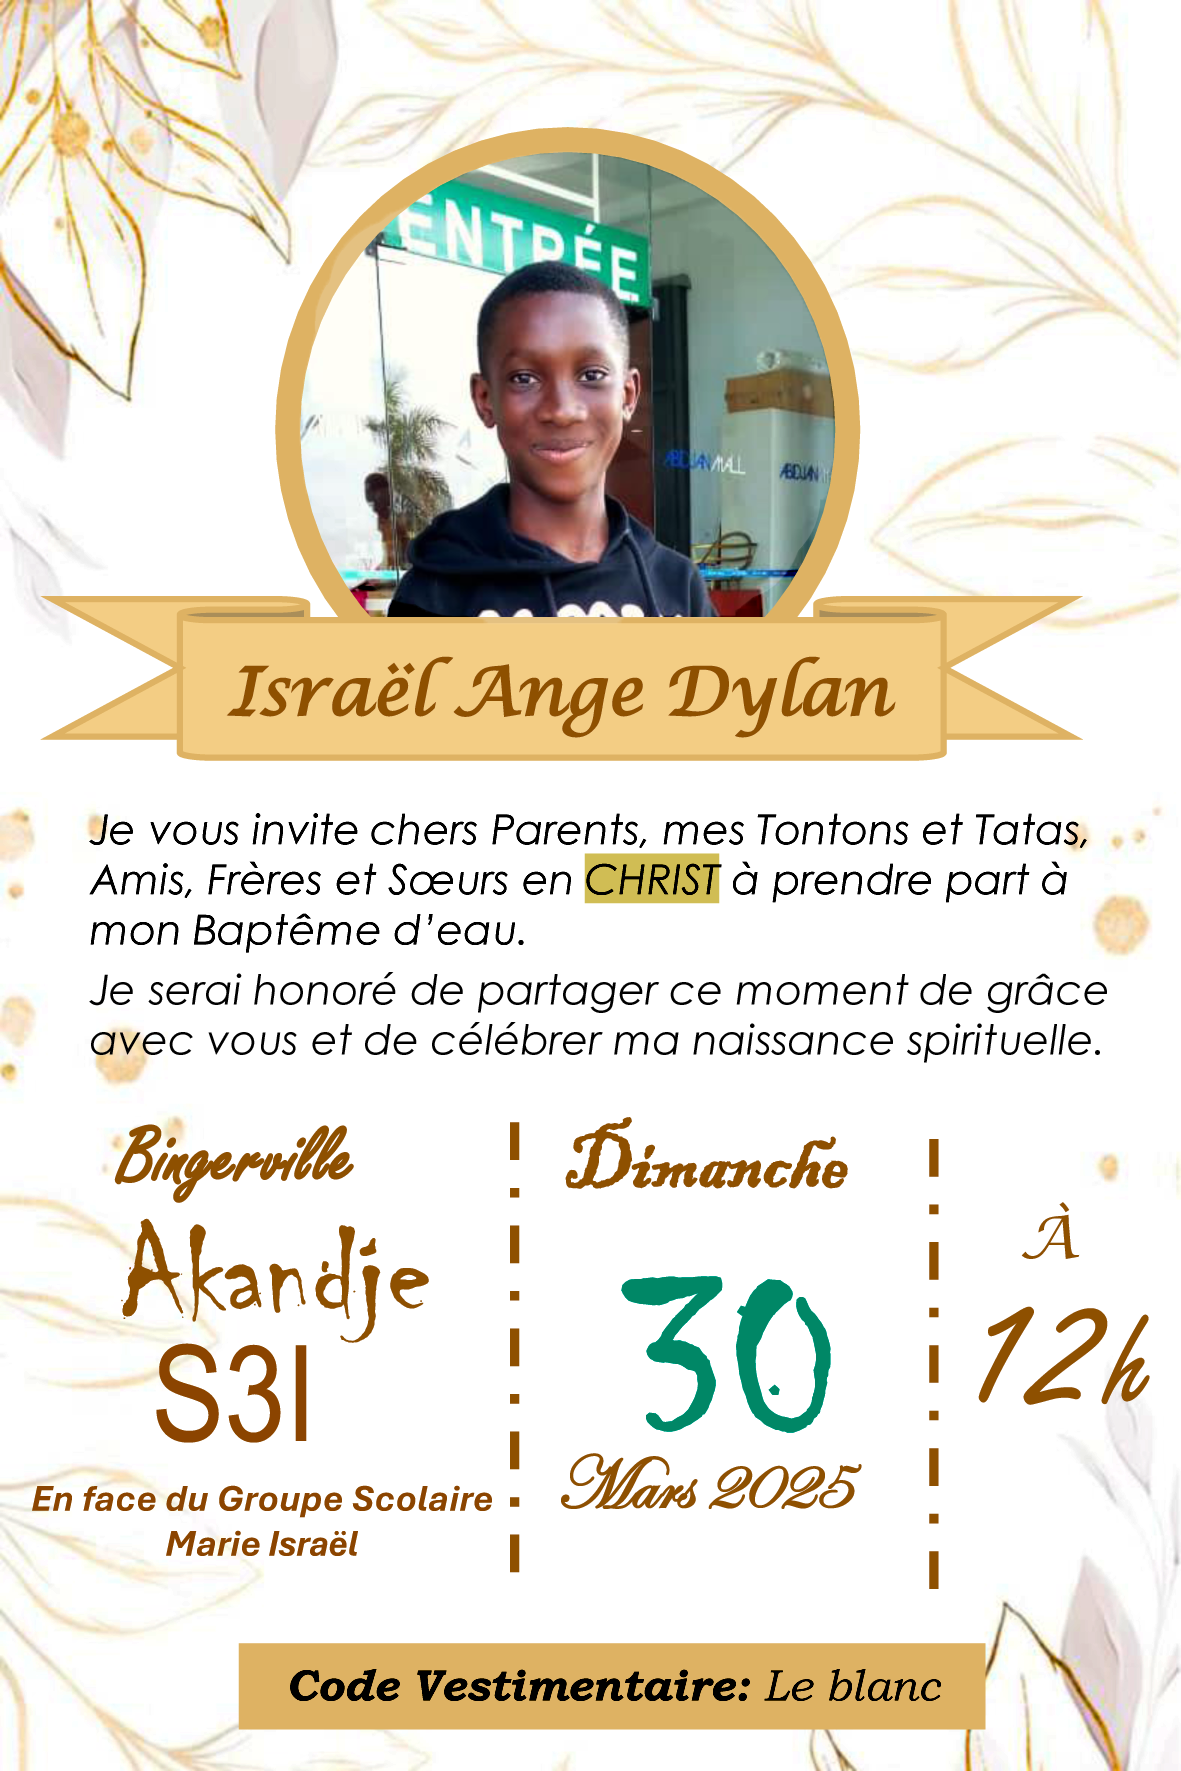 ENTRÉE
ABIDJAN MALL
ABIDJAN
Israël Ange Dylan
Je vous invite chers Parents, mes Tontons et Tatas,
Amis, Frères et Sœurs en CHRIST à prendre part à
mon Baptême d’eau.
Je serai honoré de partager ce moment de grâce
avec vous et de célébrer ma naissance spirituelle.
Bingerville
Akandje
S3I
En face du Groupe Scolaire
Marie Israël
Dimanche
30
Mars 2025
À
12h
Code Vestimentaire: Le blanc